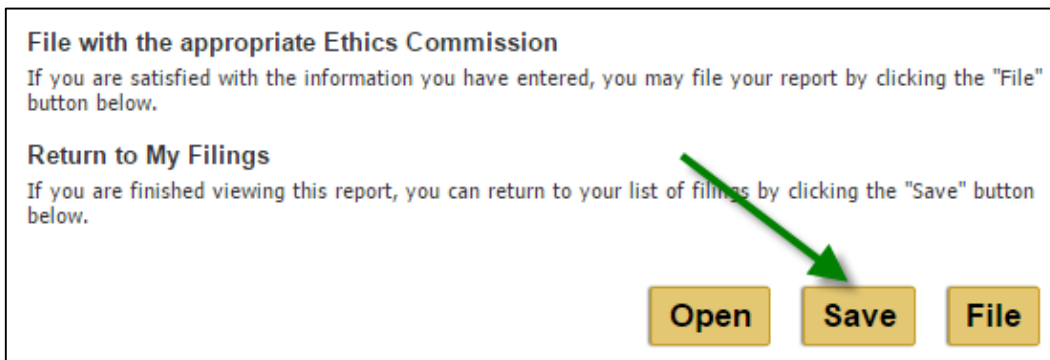 File with the appropriate Ethics Commission
If you are satisfied with the information you have entered, you may file your report by clicking the "File"
button below.
Return to My Filings
If you are finished viewing this report, you can return to your list of filings by clicking the "Save" button
below.
Open Save File